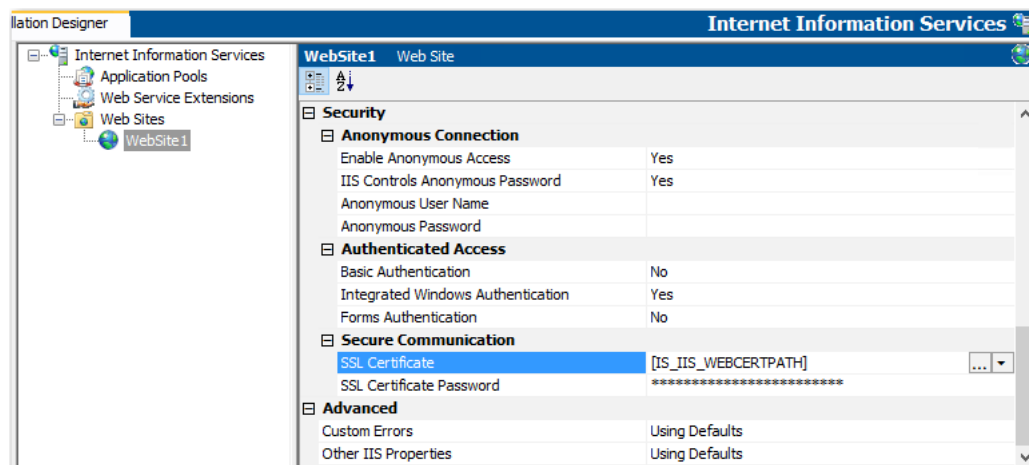 llation Designer
Internet Information Services
Internet Information Services
Application Pools
Web Service Extensions
Web Sites
WebSite1
WebSite1 Web Site
Security
Anonymous Connection
Enable Anonymous Access Yes
IIS Controls Anonymous Password Yes
Anonymous User Name
Anonymous Password
Authenticated Access
Basic Authentication No
Integrated Windows Authentication Yes
Forms Authentication No
Secure Communication
SSL Certificate [IS_IIS_WEBCERTPATH] ...
SSL Certificate Password ************************
Advanced
Custom Errors Using Defaults
Other IIS Properties Using Defaults